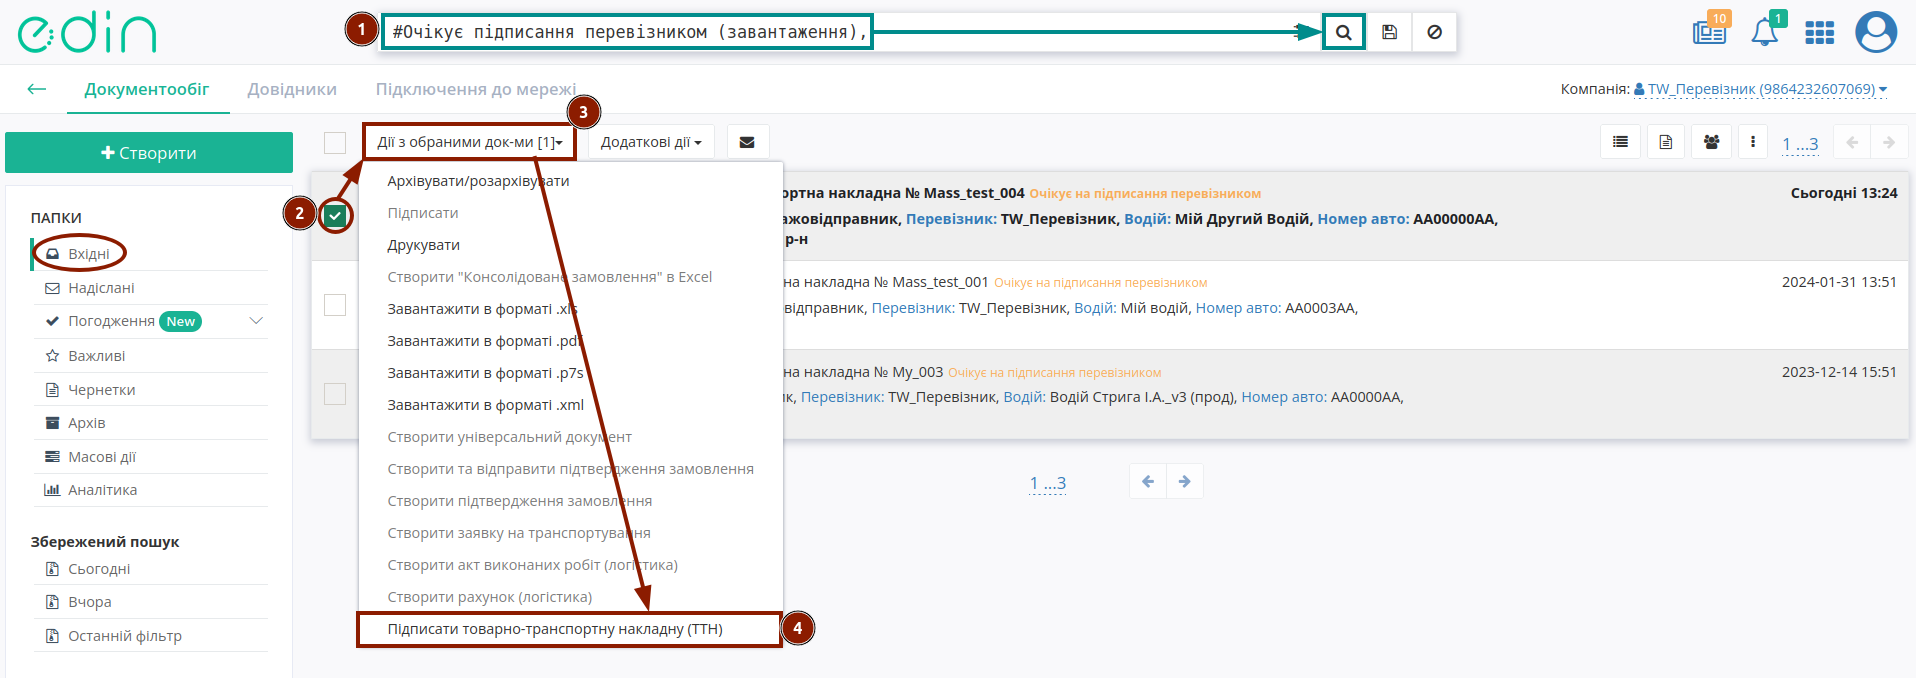 edin
1
#Очікує підписання перевізником (завантаження),
10
1
Документообіг
Довідники
Підключення до мережі
Компанія: TW_Перевізник (9864232607069)
3
Створити
Дії з обраними док-ми [1]
Додаткові дії
1 ...3
ПАПКИ
Вхідні
Надіслані
Погодження New
Важливі
Чернетки
Архів
Масові дії
Аналітика
Збережений пошук
Сьогодні
Вчора
Останній фільтр
2
Архівувати/розархівувати
Підписати
Друкувати
Створити "Консолідоване замовлення" в Excel
Завантажити в форматі .xls
Завантажити в форматі .pdf
Завантажити в форматі .p7s
Завантажити в форматі .xml
Створити універсальний документ
Створити та відправити підтвердження замовлення
Створити підтвердження замовлення
Створити заявку на транспортування
Створити акт виконаних робіт (логістика)
Створити рахунок (логістика)
Підписати товарно-транспортну накладну (ТТН)
4
ортна накладна № Mass_test_004 Очікує на підписання перевізником
Сьогодні 13:24
ажовідправник, Перевізник: TW_Перевізник, Водій: Мій Другий Водій, Номер авто: AA00000AA,
р-н
на накладна № Mass_test_001 Очікує на підписання перевізником
2024-01-31 13:51
відправник, Перевізник: TW_Перевізник, Водій: Мій водій, Номер авто: AA0003AA,
на накладна № My_003 Очікує на підписання перевізником
2023-12-14 15:51
к, Перевізник: TW_Перевізник, Водій: Водій Стрига І.А._v3 (прод), Номер авто: AA0000AA,
1 ...3